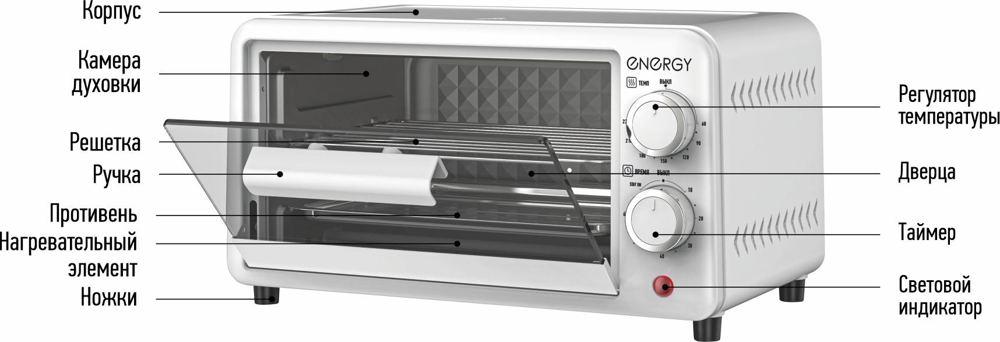 Корпус
Камера
духовки
Решетка
Ручка
Противень
Нагревательный
элемент
Ножки
ENERGY
ТЕМП
ВЫКЛ
60
90
120
150
180
ВРЕМЯ
ВЫКЛ
STAY ON
10
20
30
40
Регулятор
температуры
Дверца
Таймер
Световой
индикатор